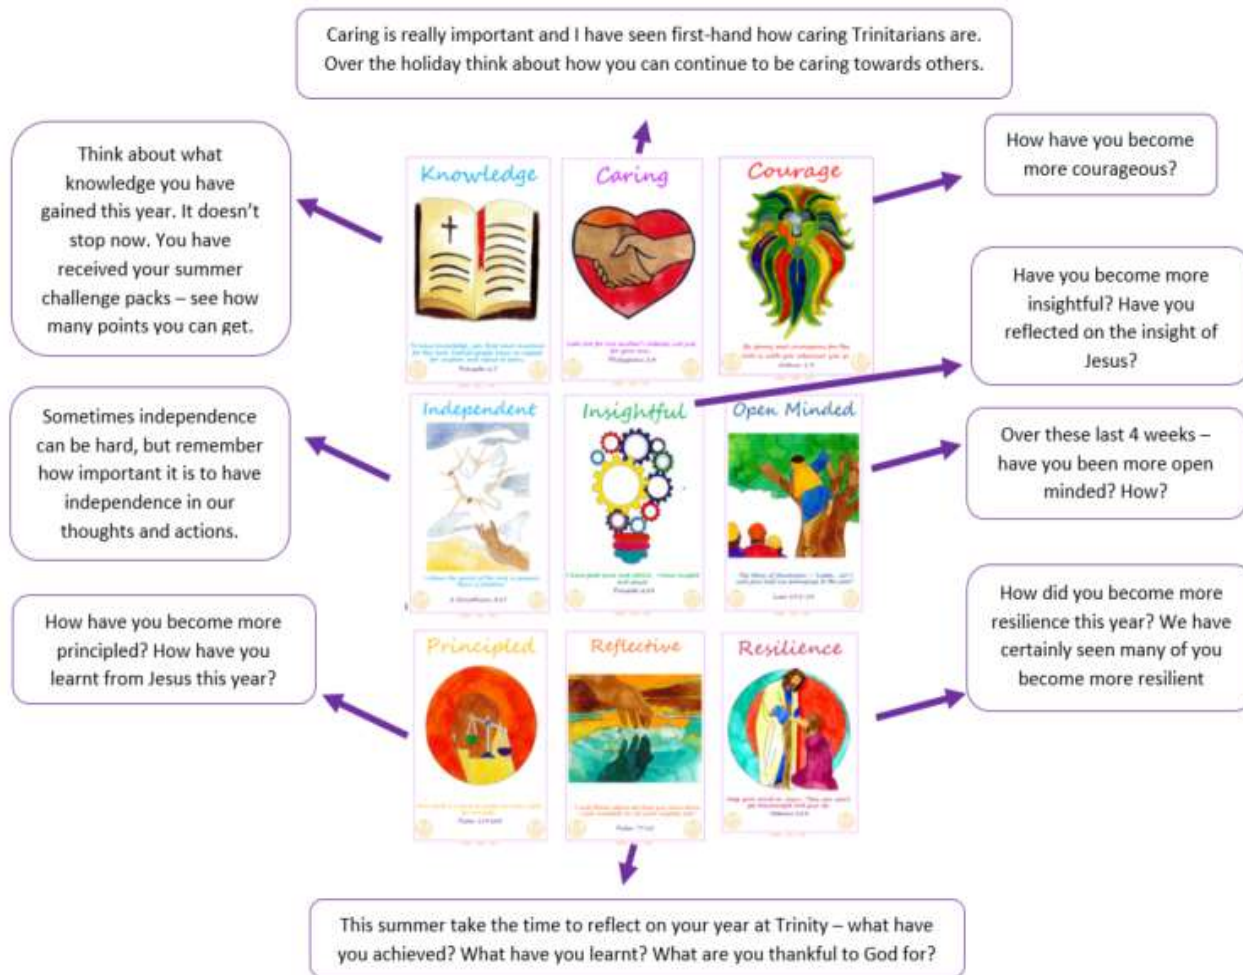 Caring is really important and I have seen first-hand how caring Trinitarians are.
Over the holiday think about how you can continue to be caring towards others.
Think about what
knowledge you have
gained this year. It doesn't
stop now. You have
received your summer
challenge packs – see how
many points you can get.
Knowledge
Caring
Courage
How have you become
more courageous?
Have you become more
insightful? Have you
reflected on the insight of
Jesus?
Sometimes independence
can be hard, but remember
how important it is to have
independence in our
thoughts and actions.
Independent
Insightful
Open Minded
Over these last 4 weeks –
have you been more open
minded? How?
How have you become more
principled? How have you
learnt from Jesus this year?
Principled
Reflective
Resilience
How did you become more
resilience this year? We have
certainly seen many of you
become more resilient
This summer take the time to reflect on your year at Trinity – what have
you achieved? What have you learnt? What are you thankful to God for?